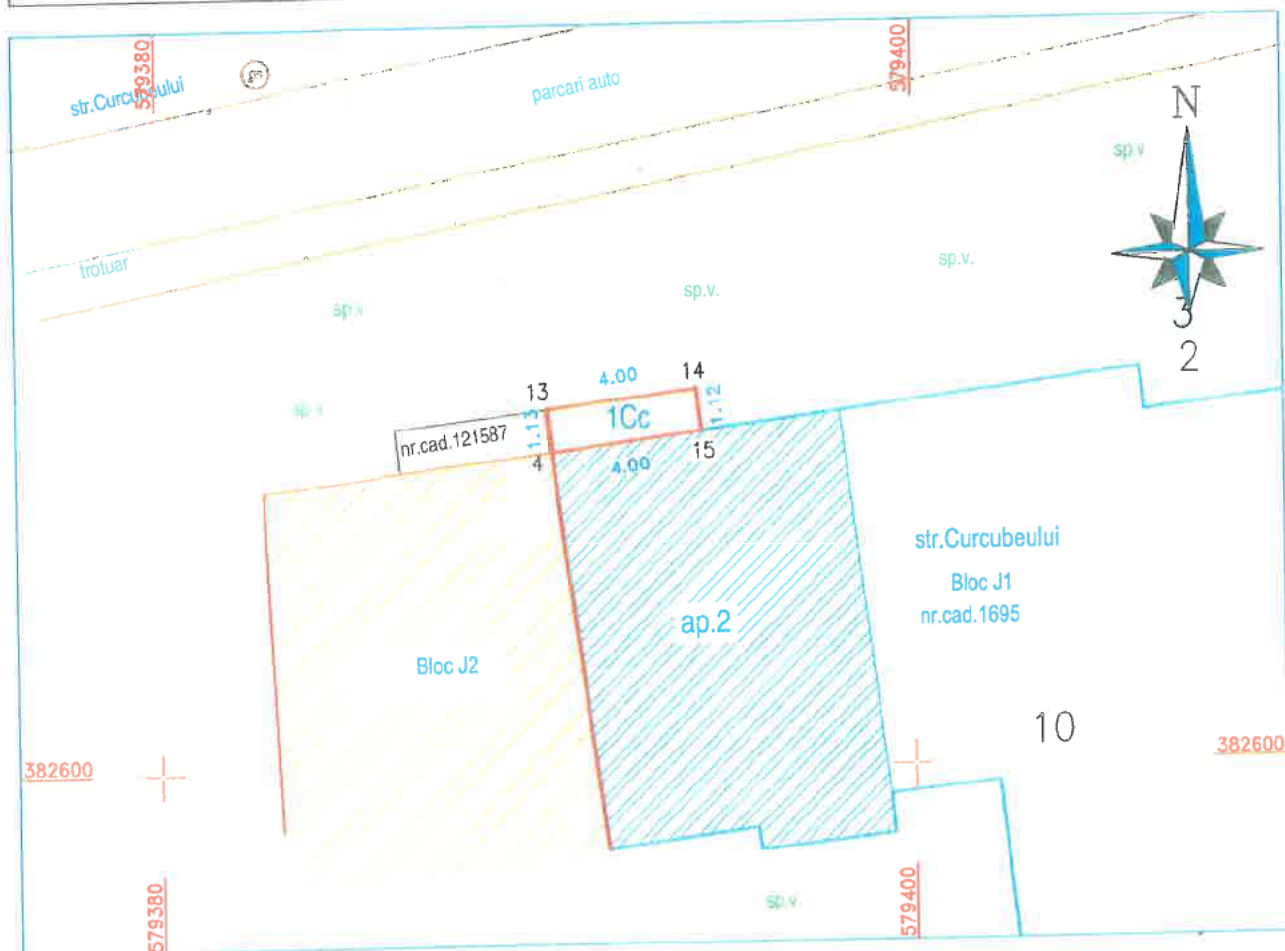 579380
579400
str.Curcubeului
parcari auto
N
sp.v
trotuar
sp.v.
sp.v
sp.v.
3
2
sp.v
13
4.00
14
1Cc
1.13
1.12
nr.cad.121587
4
4.00
15
str.Curcubeului
Bloc J1
nr.cad.1695
ap.2
Bloc J2
10
382600
382600
579380
579400
sp.v.